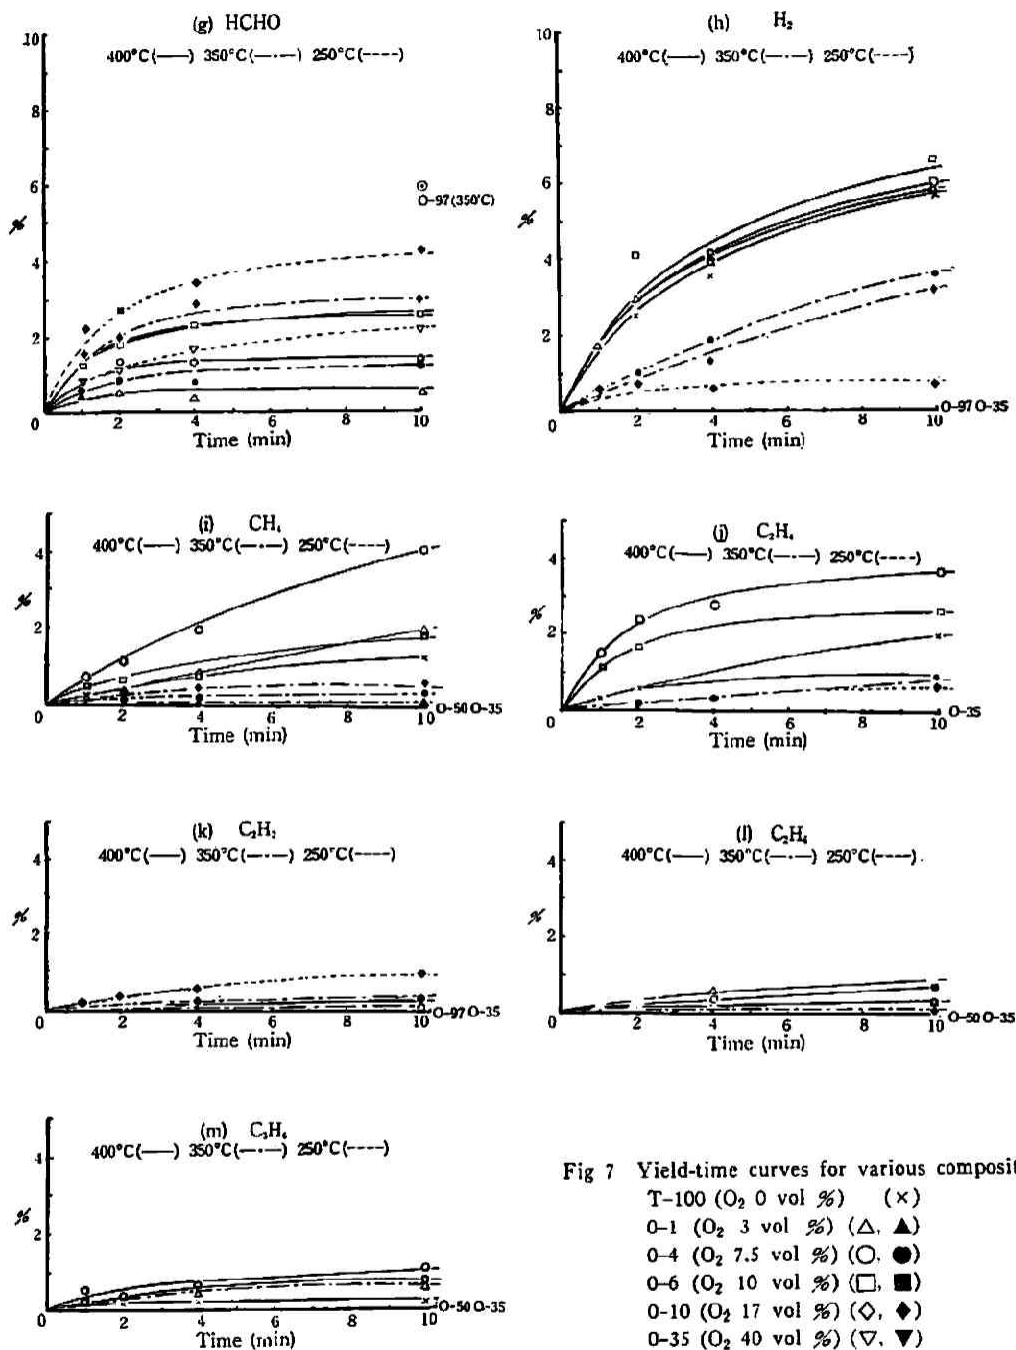 (g) HCHO
400°C(——) 350°C(—·—) 250°C(----)
10
8
6
%
4
2
0
2 4 6 8 10
Time (min)
O-97(350°C)
(h) H₂
400°C(——) 350°C(—·—) 250°C(----)
10
8
6
%
4
2
0
2 4 6 8 10
Time (min)
O-97 O-35
(i) CH₄
400°C(——) 350°C(—·—) 250°C(----)
4
%
2
0
2 4 6 8 10
Time (min)
O-50 O-35
(j) C₂H₄
400°C(——) 350°C(—·—) 250°C(----)
4
%
2
0
2 4 6 8 10
Time (min)
O-35
(k) C₂H₂
400°C(——) 350°C(—·—) 250°C(----)
4
%
2
0
2 4 6 8 10
Time (min)
O-97 O-35
(l) C₂H₆
400°C(——) 350°C(—·—) 250°C(----)
4
%
2
0
2 4 6 8 10
Time (min)
O-50 O-35
(m) C₃H₆
400°C(——) 350°C(—·—) 250°C(----)
4
%
2
0
2 4 6 8 10
Time (min)
O-50 O-35
Fig 7 Yield-time curves for various composit
T-100 (O₂ 0 vol %) (×)
O-1 (O₂ 3 vol %) (△, ▲)
O-4 (O₂ 7.5 vol %) (○, ●)
O-6 (O₂ 10 vol %) (□, ■)
O-10 (O₂ 17 vol %) (◇, ◆)
O-35 (O₂ 40 vol %) (▽, ▼)